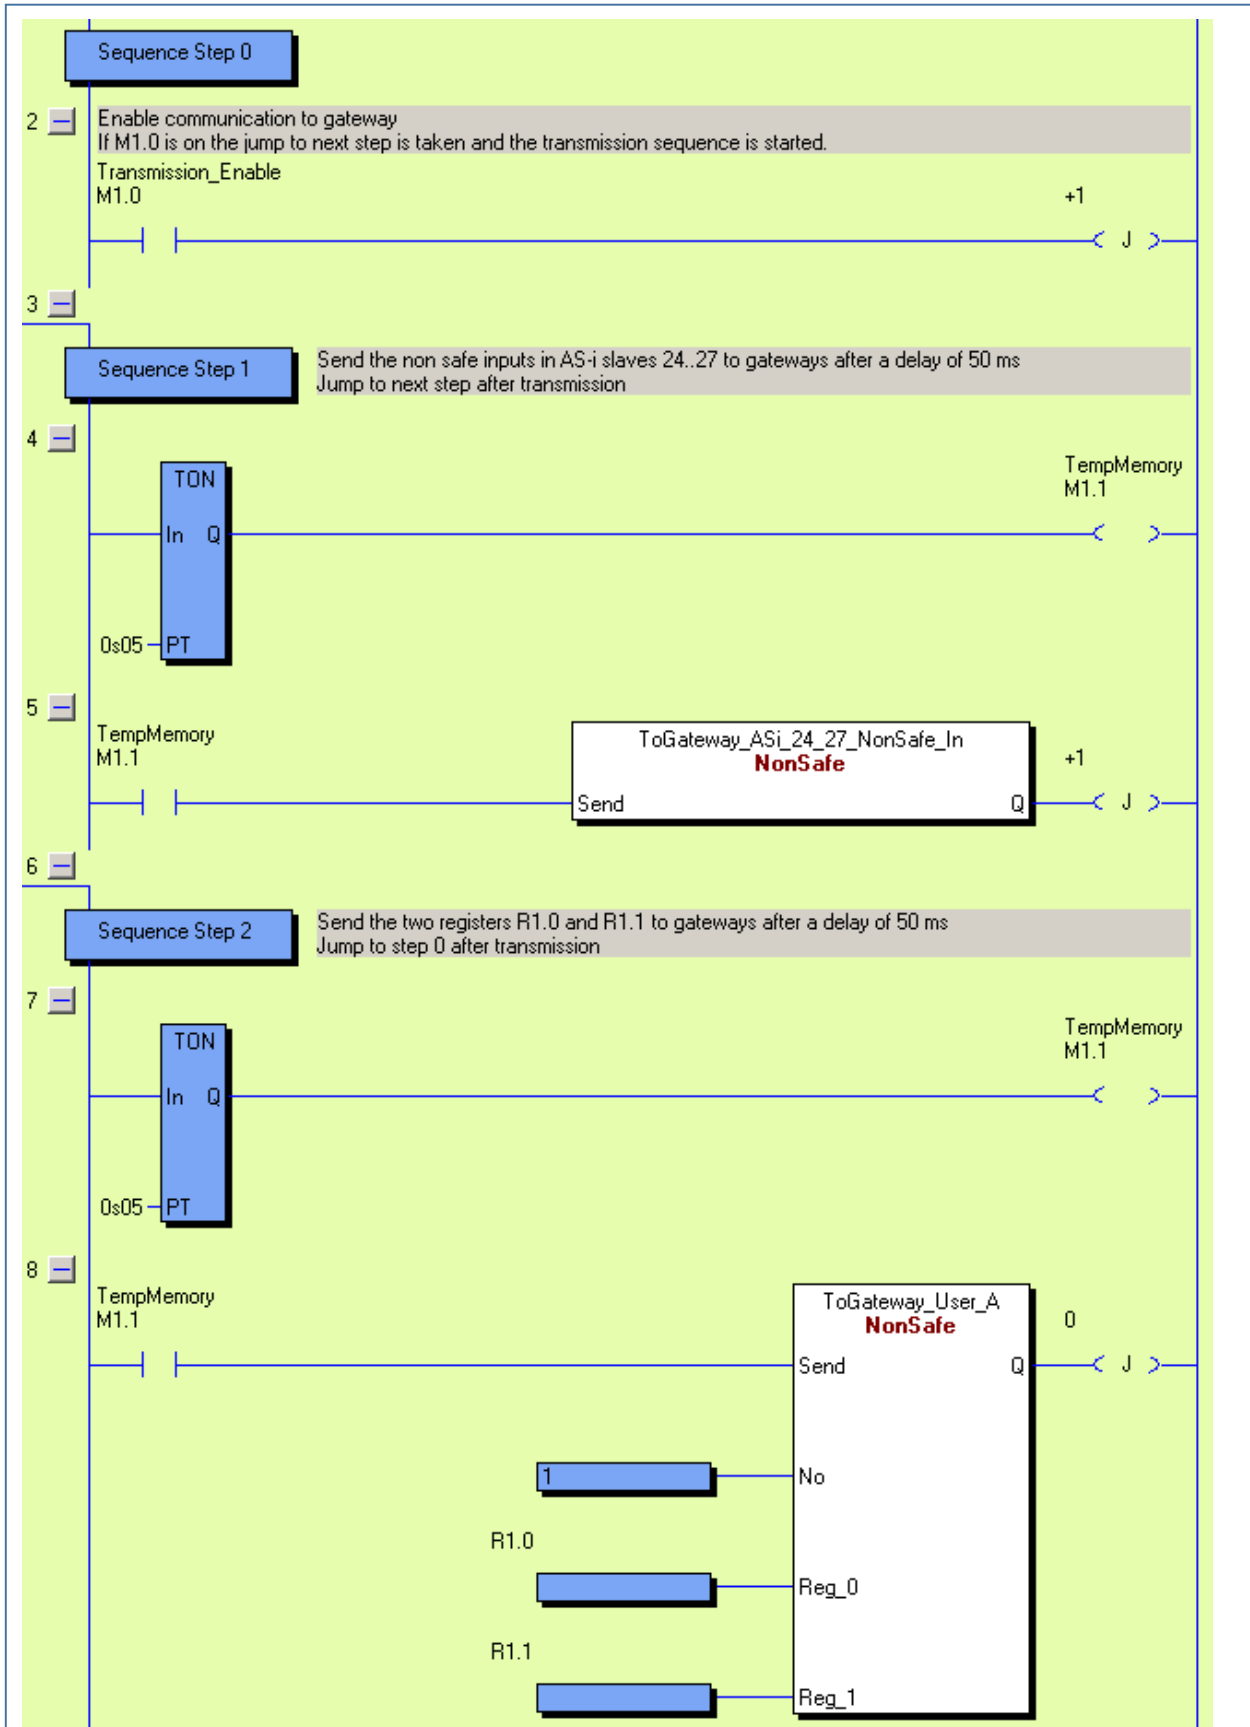 Sequence Step 0
2
Enable communication to gateway
If M1.0 is on the jump to next step is taken and the transmission sequence is started.
Transmission_Enable
M1.0
+1
J
3
Sequence Step 1
Send the non safe inputs in AS-i slaves 24..27 to gateways after a delay of 50 ms
Jump to next step after transmission
4
TON
TempMemory
M1.1
In Q
0s05 PT
5
TempMemory
M1.1
ToGateway_ASi_24_27_NonSafe_In
NonSafe
+1
Send Q J
6
Sequence Step 2
Send the two registers R1.0 and R1.1 to gateways after a delay of 50 ms
Jump to step 0 after transmission
7
TON
TempMemory
M1.1
In Q
0s05 PT
8
TempMemory
M1.1
ToGateway_User_A
NonSafe
0
Send Q J
1 No
R1.0
Reg_0
R1.1
Reg_1